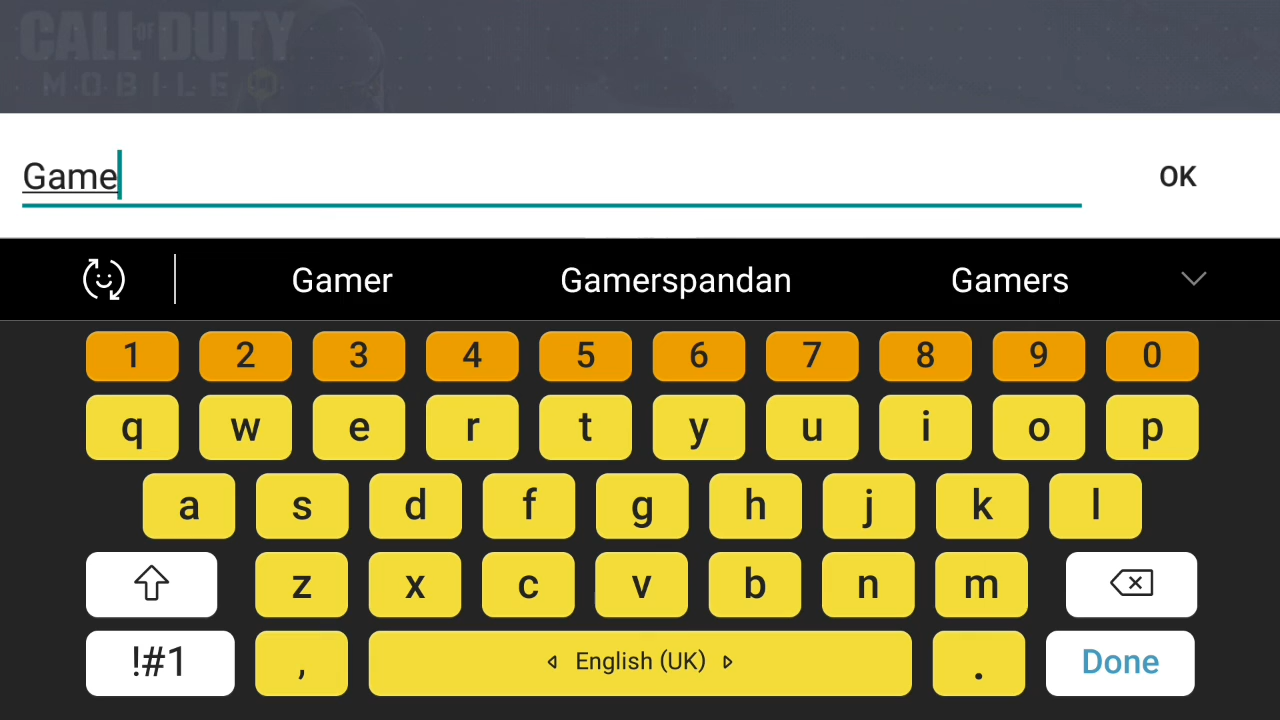 CALL OF DUTY
MOBILE
Game
OK
Gamer Gamerspandan Gamers
1 2 3 4 5 6 7 8 9 0
q w e r t y u i o p
a s d f g h j k l
z x c v b n m
!#1 , English (UK) . Done